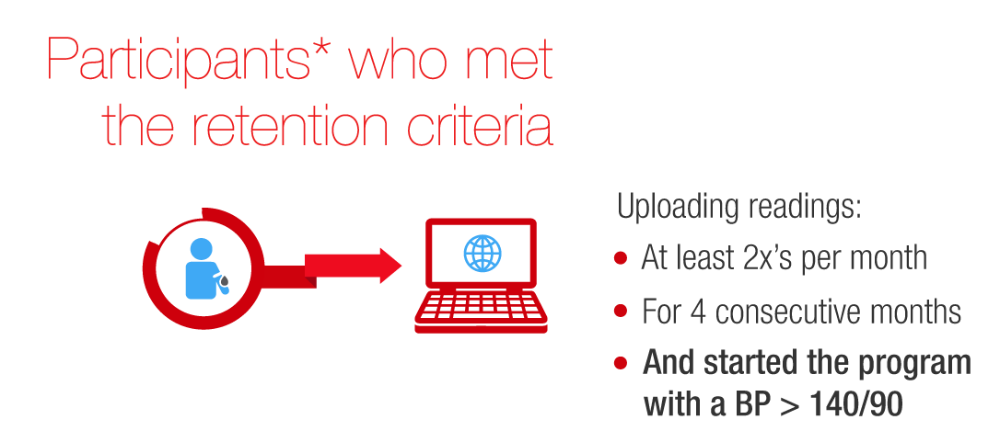 Participants* who met
the retention criteria
Uploading readings:
• At least 2x's per month
• For 4 consecutive months
• And started the program
with a BP > 140/90